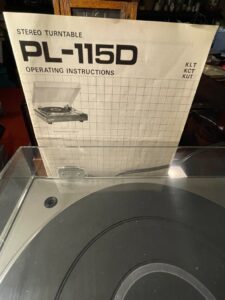 STEREO TURNTABLE
PL-115D
OPERATING INSTRUCTIONS
KLT
KCT
KUT